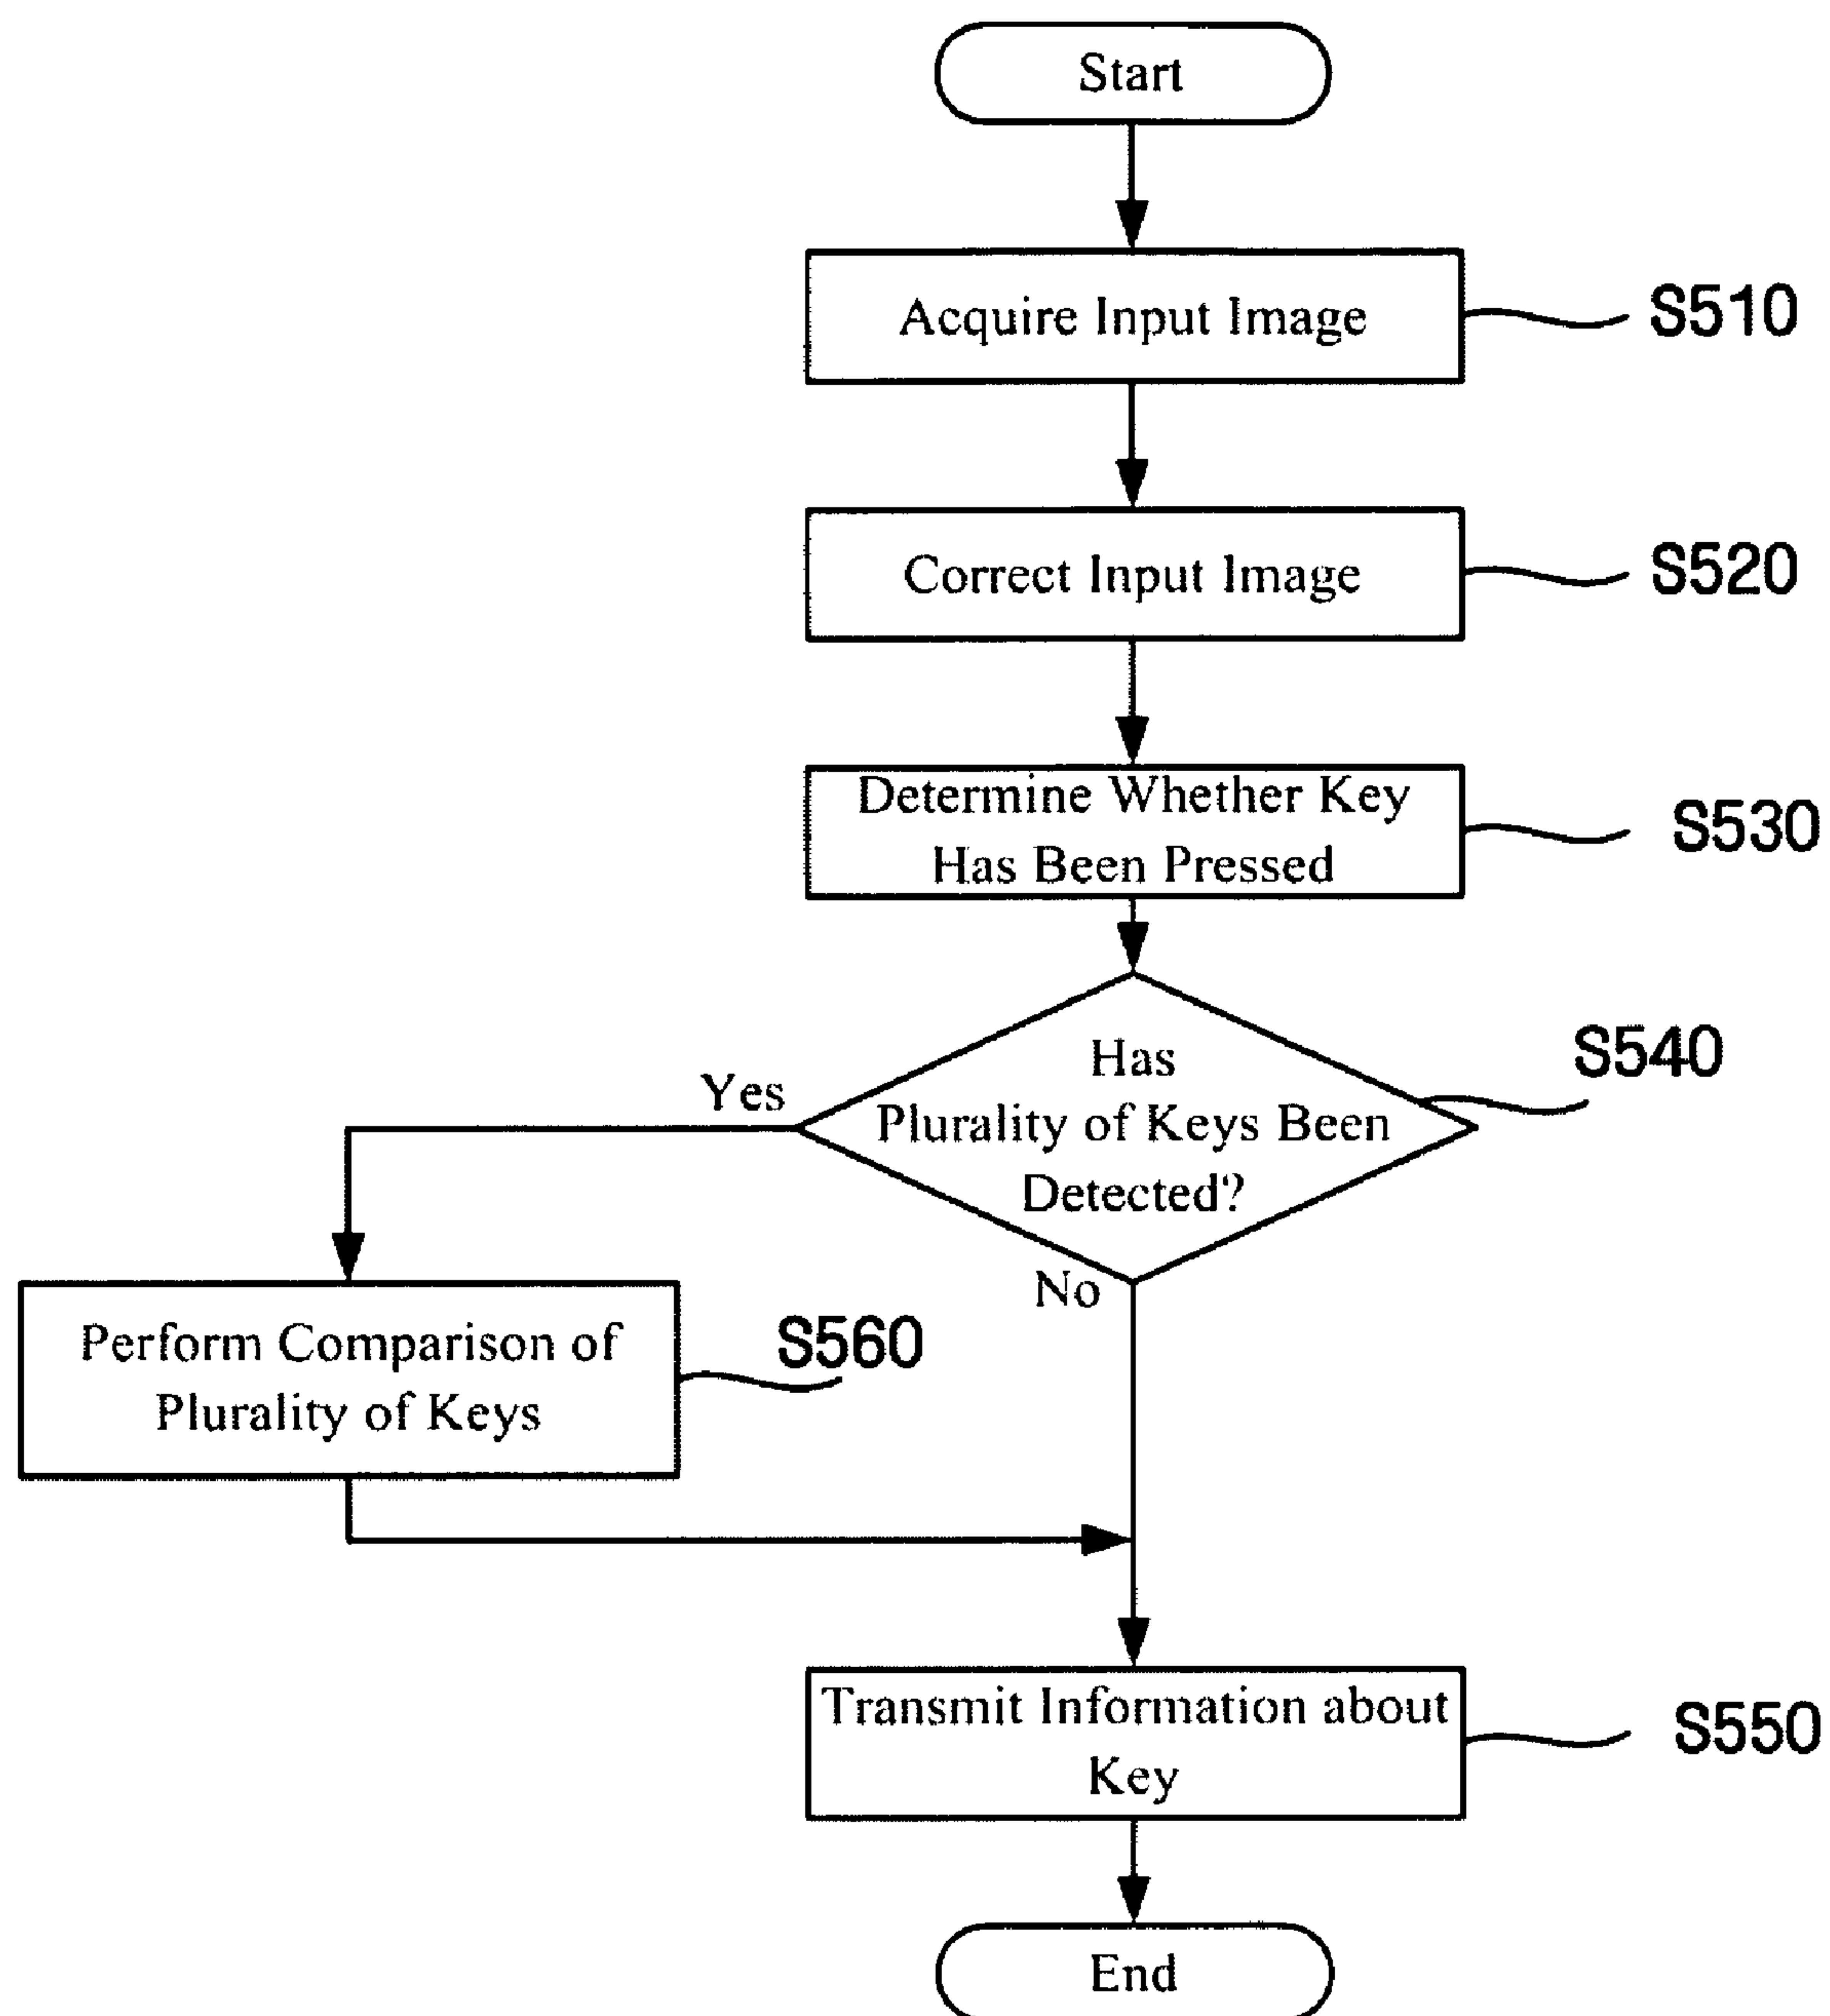 Start
Acquire Input Image
S510
Correct Input Image
S520
Determine Whether Key
Has Been Pressed
S530
Has
Plurality of Keys Been
Detected?
S540
Yes
No
Perform Comparison of
Plurality of Keys
S560
Transmit Information about
Key
S550
End